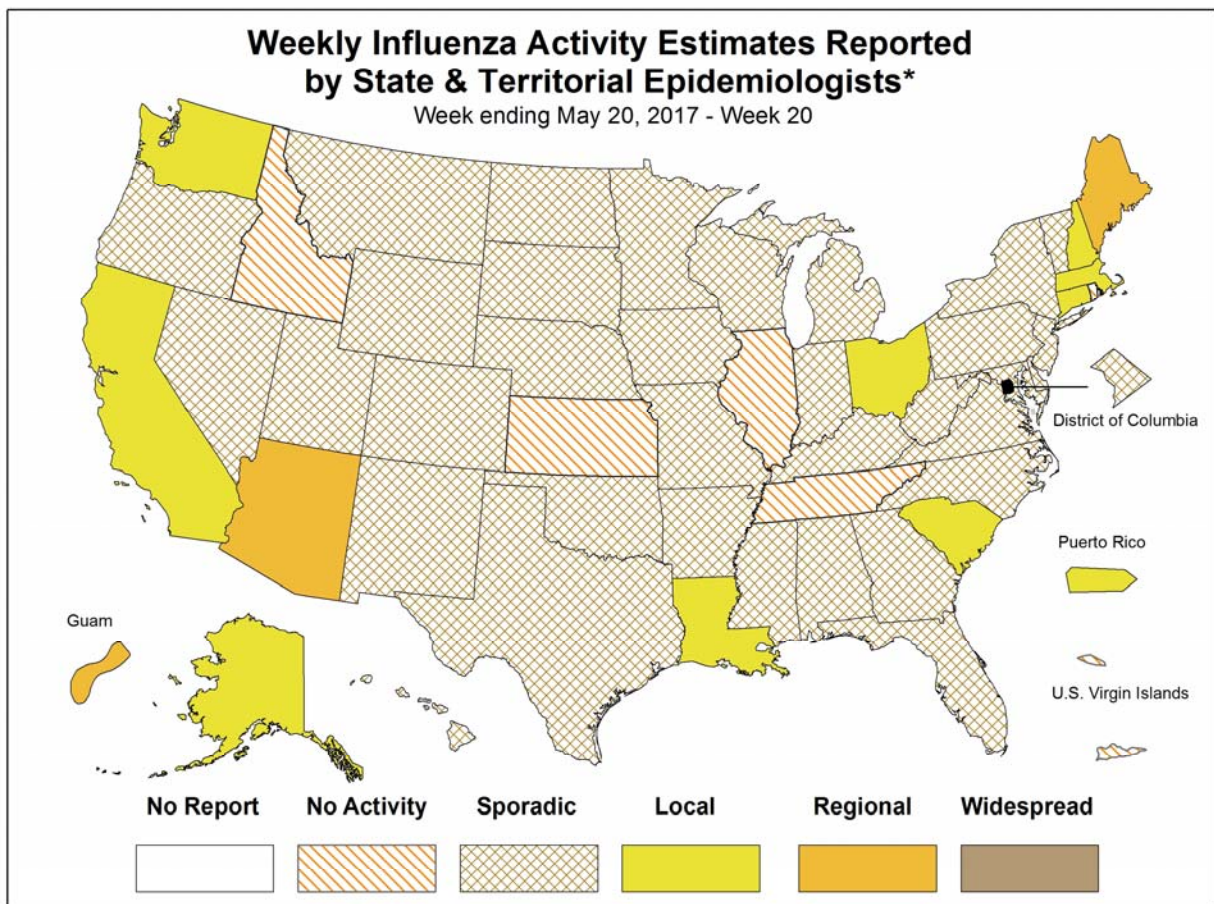 Weekly Influenza Activity Estimates Reported
by State & Territorial Epidemiologists*
Week ending May 20, 2017 - Week 20
District of Columbia
Puerto Rico
Guam
U.S. Virgin Islands
No Report No Activity Sporadic Local Regional Widespread